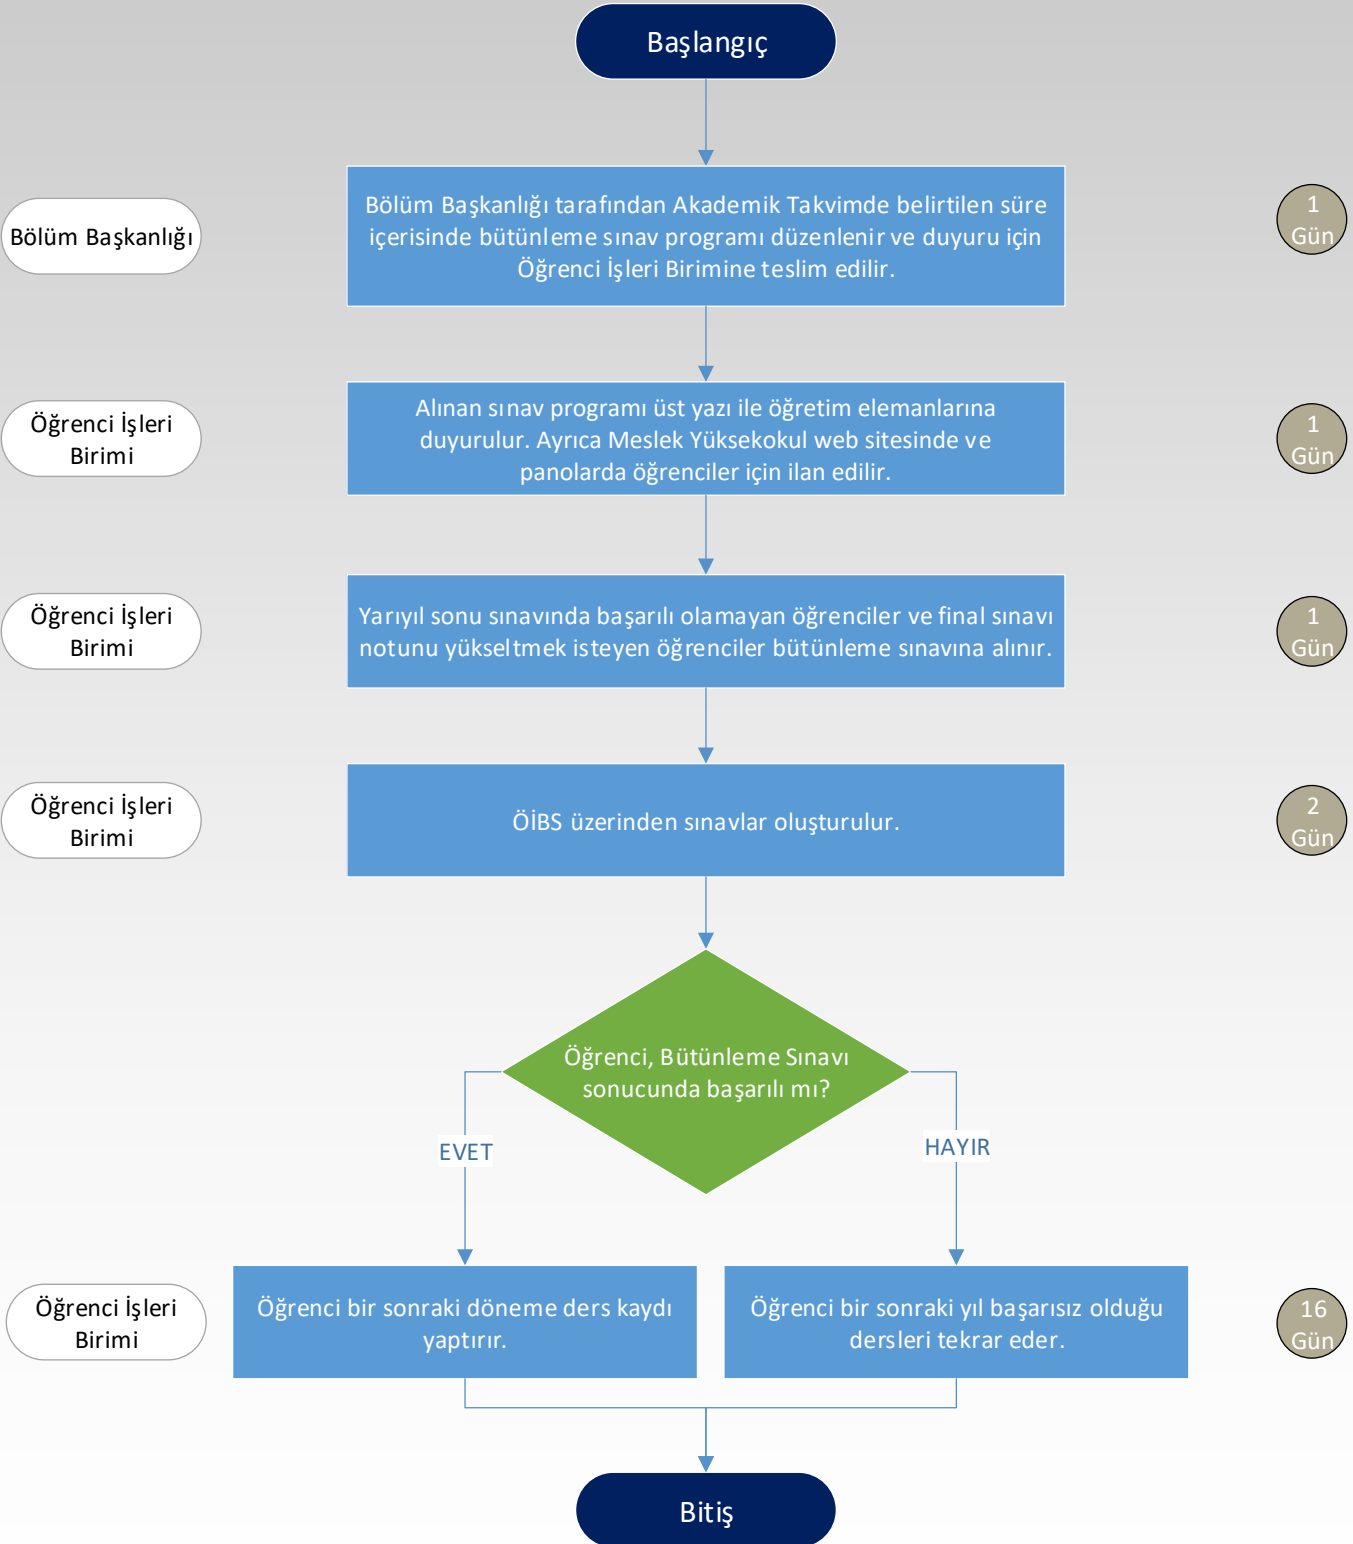 Başlangıç
Bölüm Başkanlığı
Bölüm Başkanlığı tarafından Akademik Takvimde belirtilen süre
içerisinde bütünleme sınav programı düzenlenir ve duyuru için
Öğrenci İşleri Birimine teslim edilir.
1
Gün
Öğrenci İşleri
Birimi
Alınan sınav programı üst yazı ile öğretim elemanlarına
duyurulur. Ayrıca Meslek Yüksekokul web sitesinde ve
panolarda öğrenciler için ilan edilir.
1
Gün
Öğrenci İşleri
Birimi
Yarıyıl sonu sınavında başarılı olamayan öğrenciler ve final sınavı
notunu yükseltmek isteyen öğrenciler bütünleme sınavına alınır.
1
Gün
Öğrenci İşleri
Birimi
ÖİBS üzerinden sınavlar oluşturulur.
2
Gün
Öğrenci, Bütünleme Sınavı
sonucunda başarılı mı?
EVET
HAYIR
Öğrenci İşleri
Birimi
Öğrenci bir sonraki döneme ders kaydı
yaptırır.
Öğrenci bir sonraki yıl başarısız olduğu
dersleri tekrar eder.
16
Gün
Bitiş